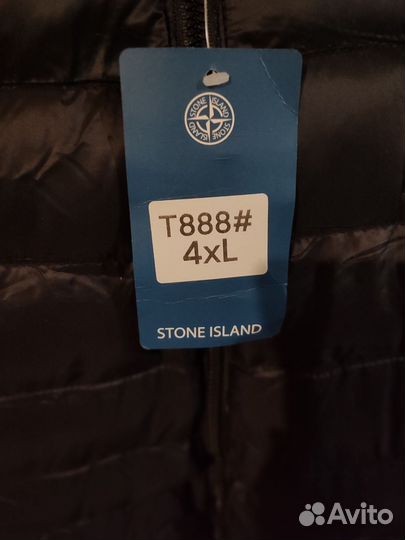 STONE ISLAND
STONE ISLAND
T888#
4xL
STONE ISLAND
Avito